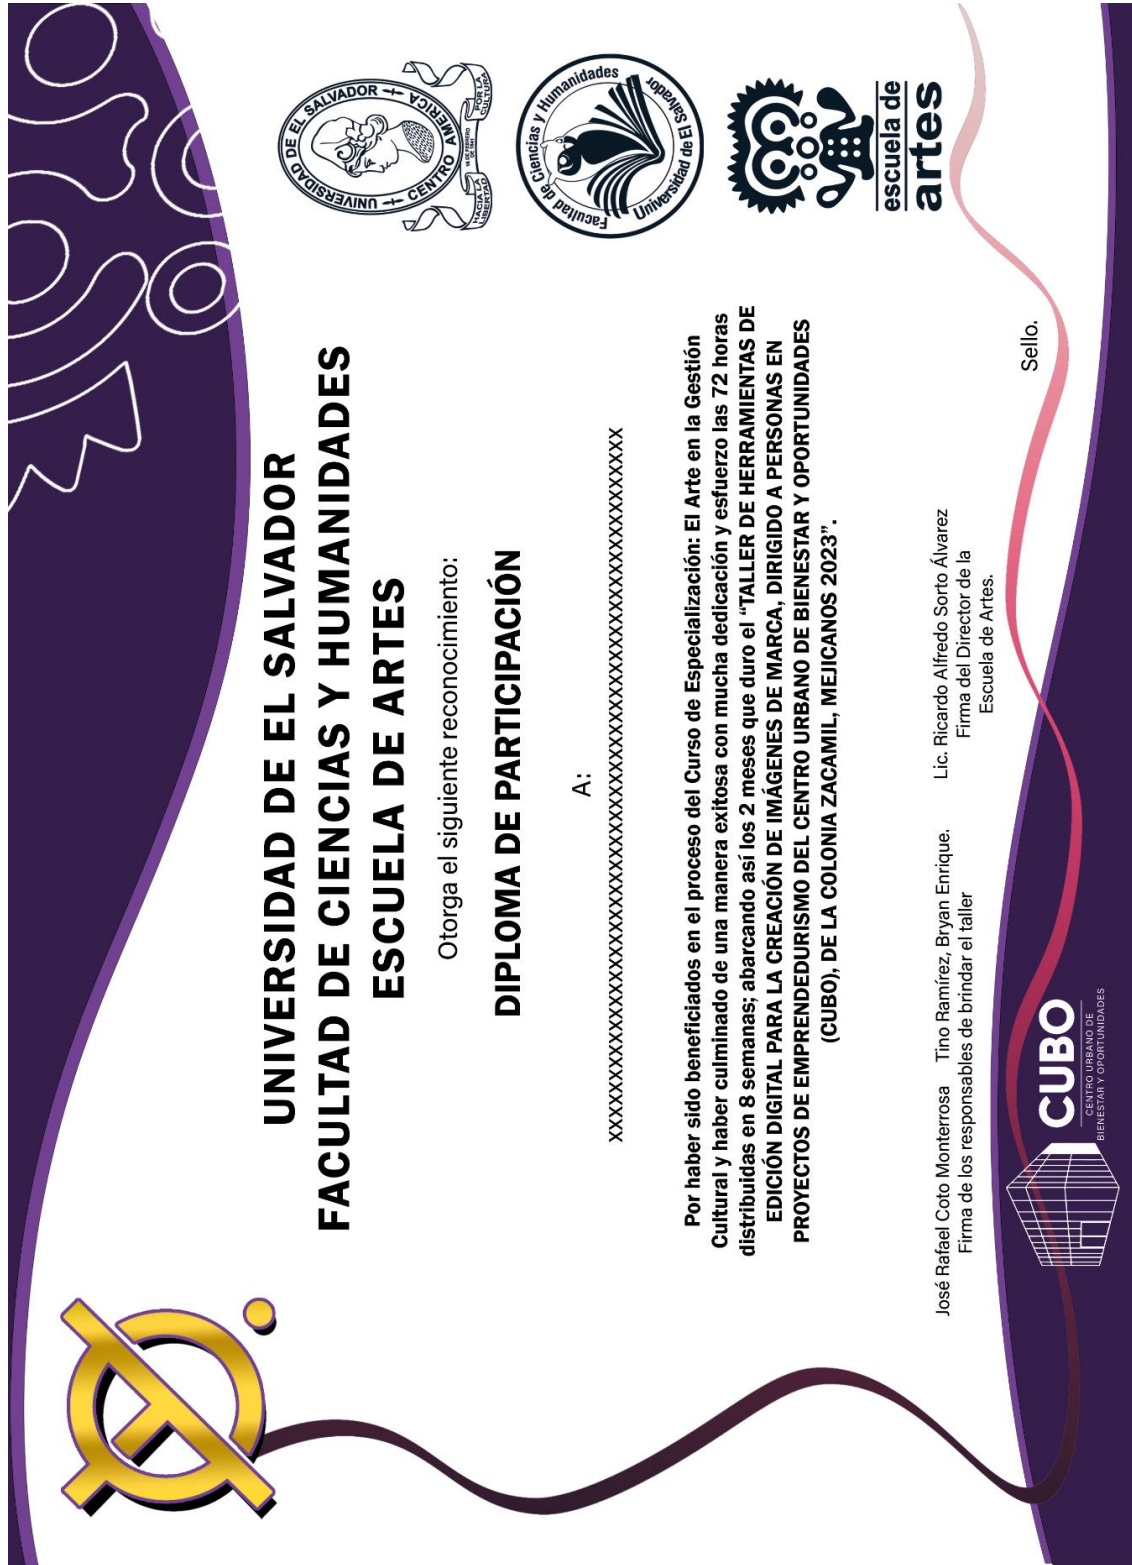 UNIVERSIDAD DE EL SALVADOR
FACULTAD DE CIENCIAS Y HUMANIDADES
ESCUELA DE ARTES
Otorga el siguiente reconocimiento:
DIPLOMA DE PARTICIPACIÓN
A:
xxxxxxxxxxxxxxxxxxxxxxxxxxxxxxxxxxxxxxxxxxxxxxxxxxxxxxxxxxxxxxxxxxxxxx
Por haber sido beneficiados en el proceso del Curso de Especialización: El Arte en la Gestión
Cultural y haber culminado de una manera exitosa con mucha dedicación y esfuerzo las 72 horas
distribuidas en 8 semanas; abarcando así los 2 meses que duro el “TALLER DE HERRAMIENTAS DE
EDICIÓN DIGITAL PARA LA CREACIÓN DE IMÁGENES DE MARCA, DIRIGIDO A PERSONAS EN
PROYECTOS DE EMPRENDEDURISMO DEL CENTRO URBANO DE BIENESTAR Y OPORTUNIDADES
(CUBO), DE LA COLONIA ZACAMIL, MEJICANOS 2023”.
José Rafael Coto Monterrosa Tino Ramírez, Bryan Enrique.
Firma de los responsables de brindar el taller
Lic. Ricardo Alfredo Sorto Álvarez
Firma del Director de la
Escuela de Artes.
Sello.
UNIVERSIDAD DE EL SALVADOR
CENTRO AMERICA
HACIA LA
LIBERTAD
16 DE FEBRERO
DE 1841
POR LA
CULTURA
Facultad de Ciencias y Humanidades
Universidad de El Salvador
escuela de
artes
CUBO
CENTRO URBANO DE
BIENESTAR Y OPORTUNIDADES